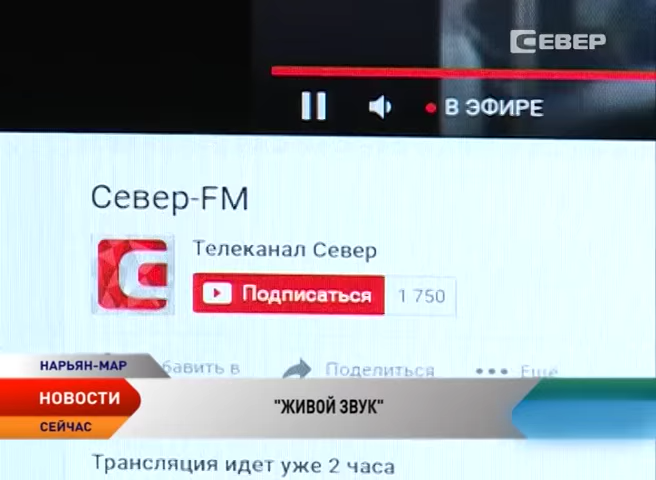 СЕВЕР
В ЭФИРЕ
Север-FM
Телеканал Север
Подписаться 1 750
Поделиться ••• Ещё
НАРЬЯН-МАР
НОВОСТИ
"ЖИВОЙ ЗВУК"
СЕЙЧАС
Трансляция идет уже 2 часа